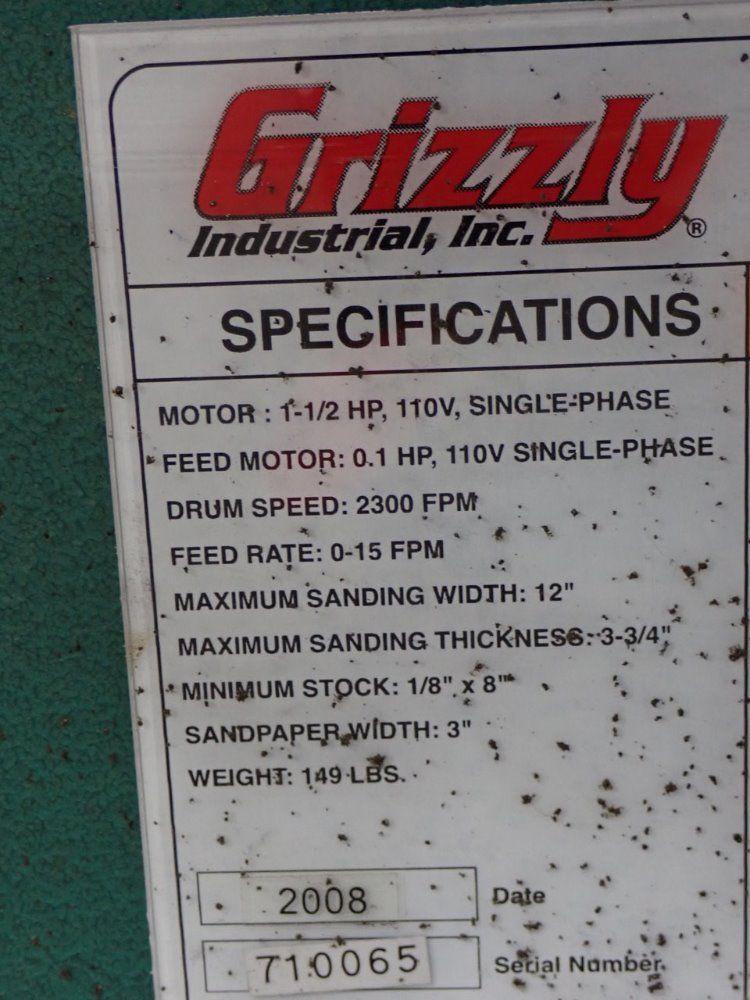 Grizzly
Industrial, Inc. ®
SPECIFICATIONS
MOTOR : 1-1/2 HP, 110V, SINGLE-PHASE
FEED MOTOR: 0.1 HP, 110V SINGLE-PHASE
DRUM SPEED: 2300 FPM
FEED RATE: 0-15 FPM
MAXIMUM SANDING WIDTH: 12"
MAXIMUM SANDING THICKNESS: 3-3/4"
MINIMUM STOCK: 1/8" x 8"
SANDPAPER WIDTH: 3"
WEIGHT: 149 LBS.
2008 Date
710065 Serial Number